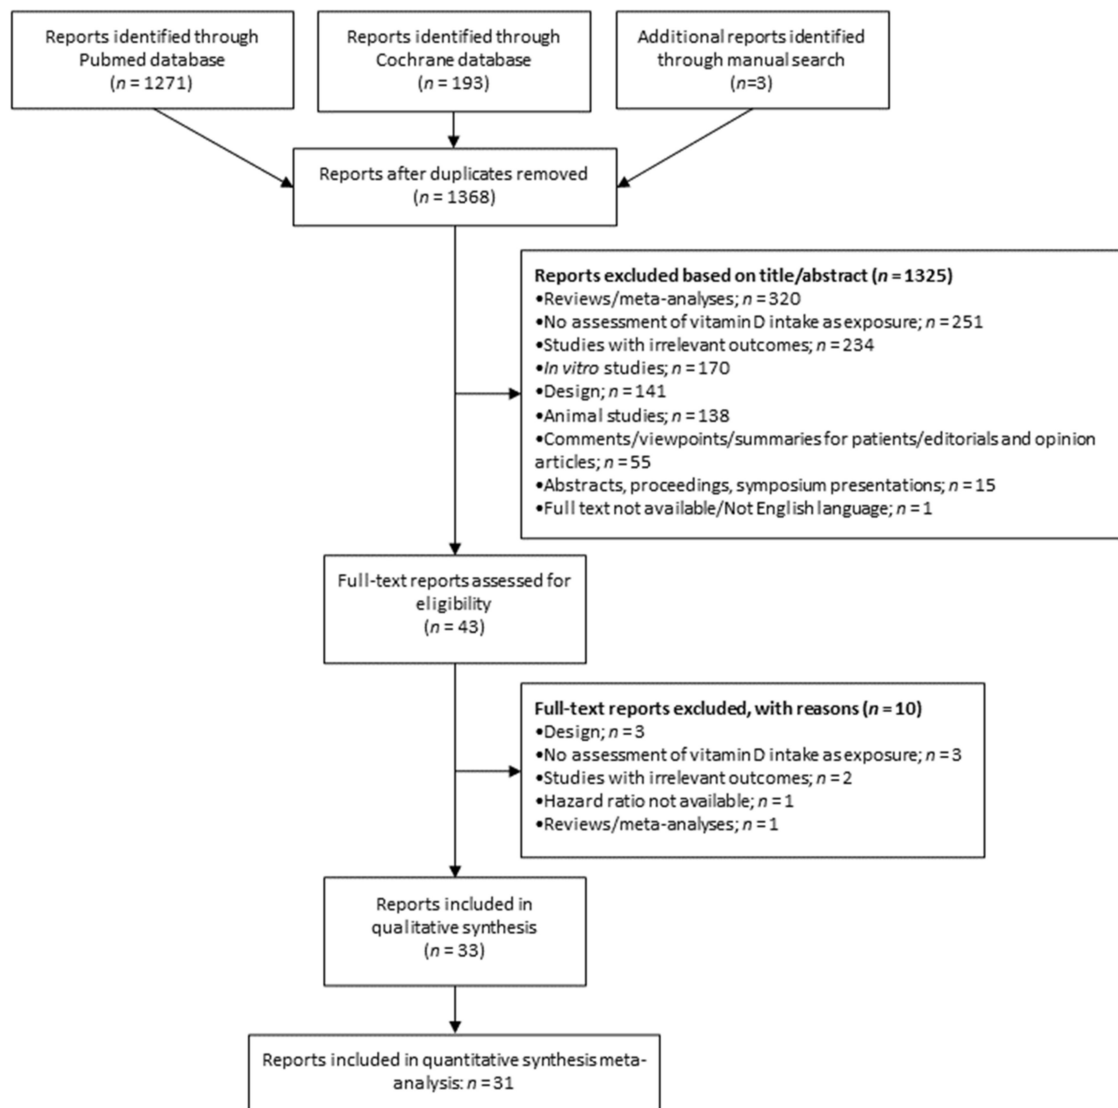 Reports identified through
Pubmed database
(n = 1271)
Reports identified through
Cochrane database
(n = 193)
Additional reports identified
through manual search
(n=3)
Reports after duplicates removed
(n = 1368)
Reports excluded based on title/abstract (n = 1325)
•Reviews/meta-analyses; n = 320
•No assessment of vitamin D intake as exposure; n = 251
•Studies with irrelevant outcomes; n = 234
•In vitro studies; n = 170
•Design; n = 141
•Animal studies; n = 138
•Comments/viewpoints/summaries for patients/editorials and opinion
articles; n = 55
•Abstracts, proceedings, symposium presentations; n = 15
•Full text not available/Not English language; n = 1
Full-text reports assessed for
eligibility
(n = 43)
Full-text reports excluded, with reasons (n = 10)
•Design; n = 3
•No assessment of vitamin D intake as exposure; n = 3
•Studies with irrelevant outcomes; n = 2
•Hazard ratio not available; n = 1
•Reviews/meta-analyses; n = 1
Reports included in
qualitative synthesis
(n = 33)
Reports included in quantitative synthesis meta-
analysis: n = 31